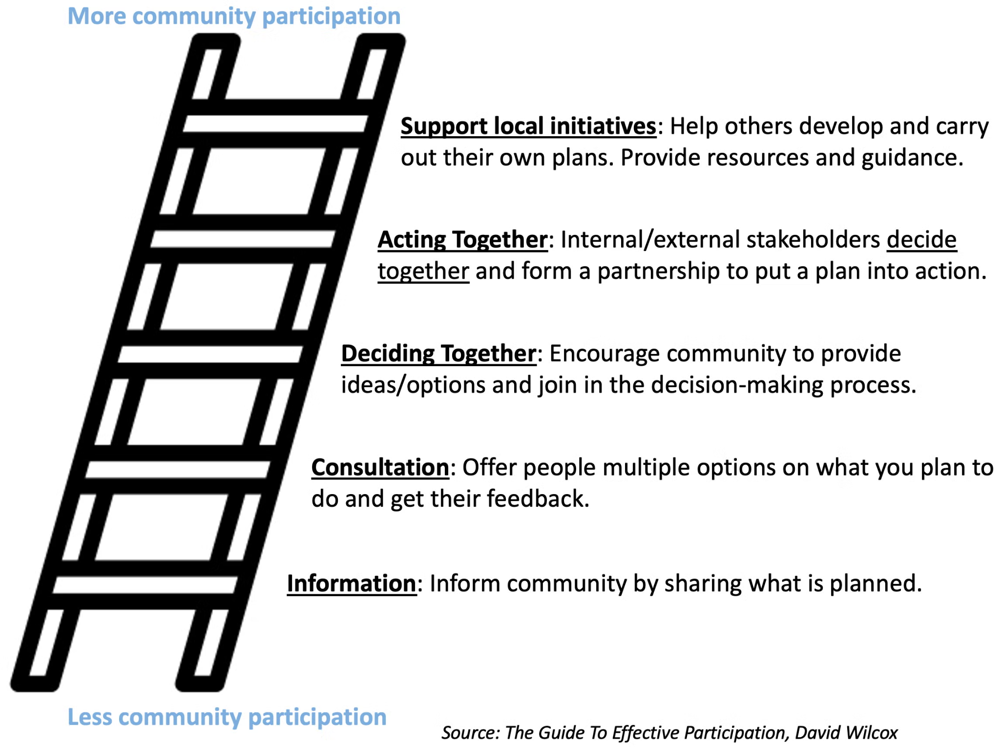 More community participation
Support local initiatives: Help others develop and carry
out their own plans. Provide resources and guidance.
Acting Together: Internal/external stakeholders decide
together and form a partnership to put a plan into action.
Deciding Together: Encourage community to provide
ideas/options and join in the decision-making process.
Consultation: Offer people multiple options on what you plan to
do and get their feedback.
Information: Inform community by sharing what is planned.
Less community participation
Source: The Guide To Effective Participation, David Wilcox